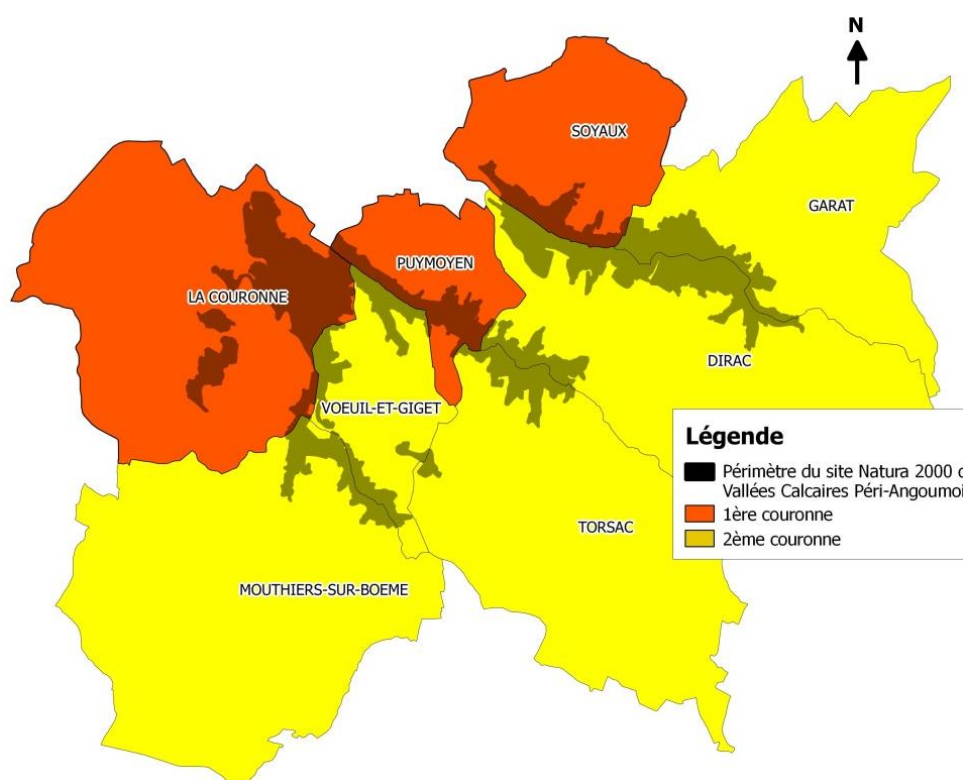 N
SOYAUX
GARAT
PUYMOYEN
LA COURONNE
DIRAC
VOEUIL-ET-GIGET
Légende
Périmètre du site Natura 2000 d
Vallées Calcaires Péri-Angoumoi
1ère couronne
2ème couronne
TORSAC
MOUTHIERS-SUR-BOEME